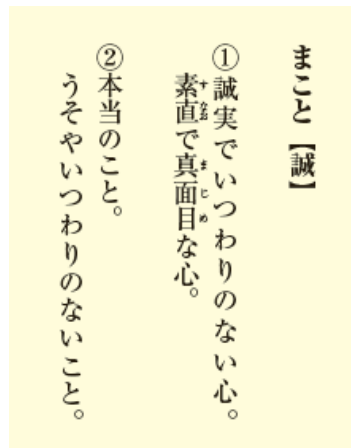 まこと【誠】
①誠実でいつわりのない心。
素直で真面目な心。
②本当のこと。
うそやいつわりのないこと。